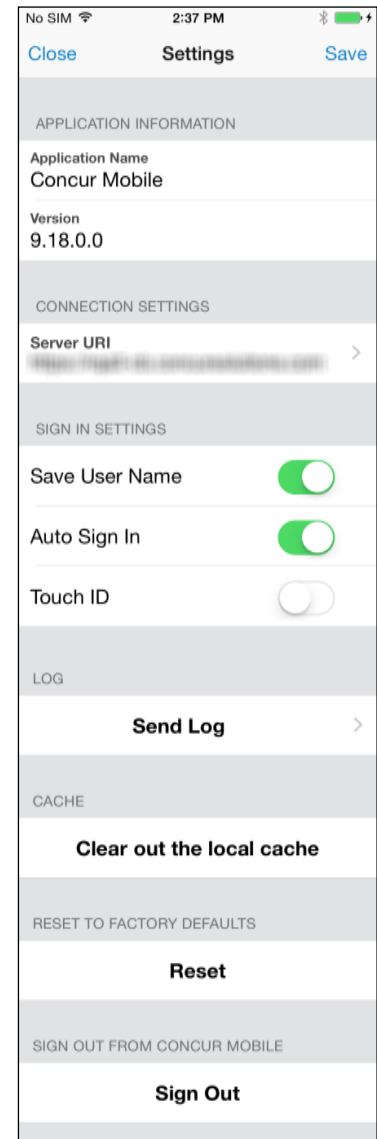 No SIM 2:37 PM
Close Settings Save
APPLICATION INFORMATION
Application Name
Concur Mobile
Version
9.18.0.0
CONNECTION SETTINGS
Server URI
SIGN IN SETTINGS
Save User Name
Auto Sign In
Touch ID
LOG
Send Log
CACHE
Clear out the local cache
RESET TO FACTORY DEFAULTS
Reset
SIGN OUT FROM CONCUR MOBILE
Sign Out